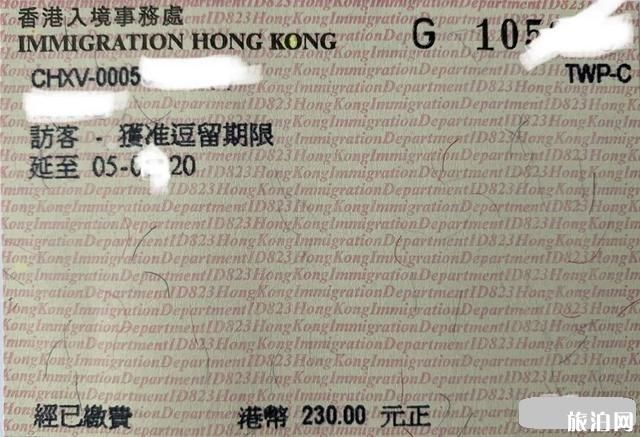 香港入境事務處
IMMIGRATION HONG KONG
G 105
CHXV-0005
TWP-C
訪客 - 獲准逗留期限
延至 05-0 20
經已繳費 港幣 230.00 元正
旅泊网